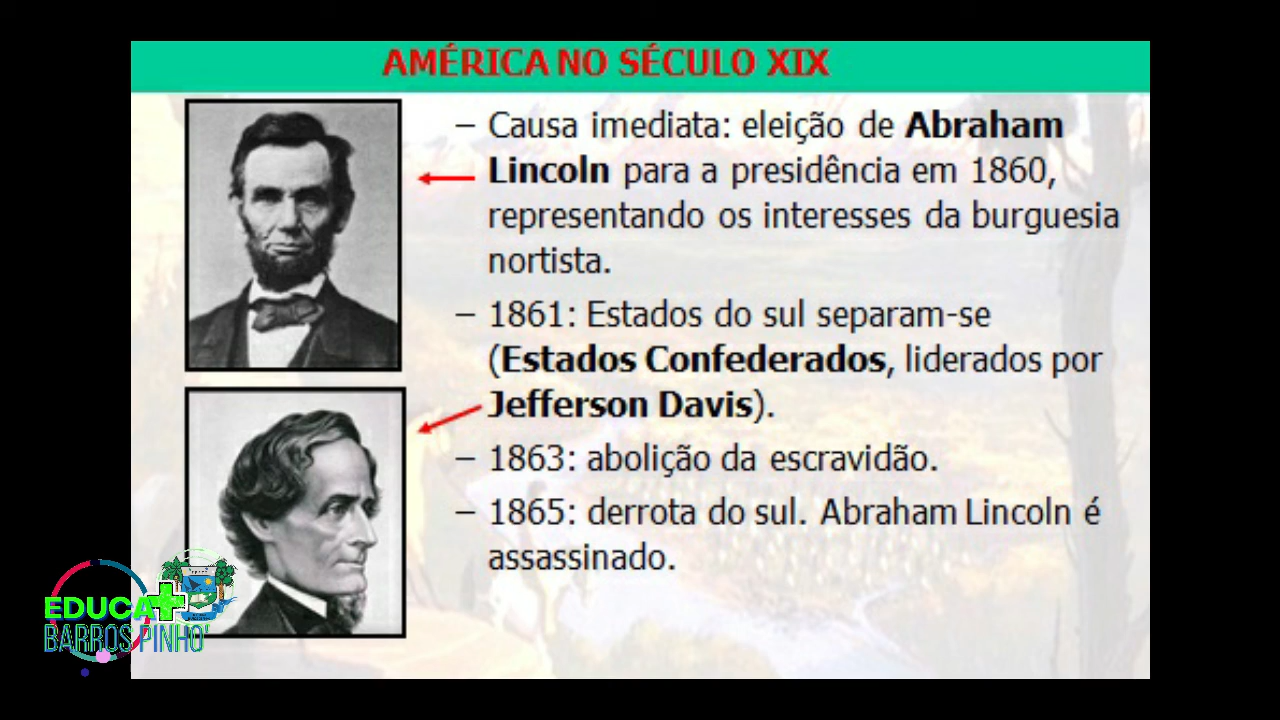 AMÉRICA NO SÉCULO XIX
– Causa imediata: eleição de Abraham
Lincoln para a presidência em 1860,
representando os interesses da burguesia
nortista.
– 1861: Estados do sul separam-se
(Estados Confederados, liderados por
Jefferson Davis).
– 1863: abolição da escravidão.
– 1865: derrota do sul. Abraham Lincoln é
assassinado.
EDUCA+
BARROS PINHO